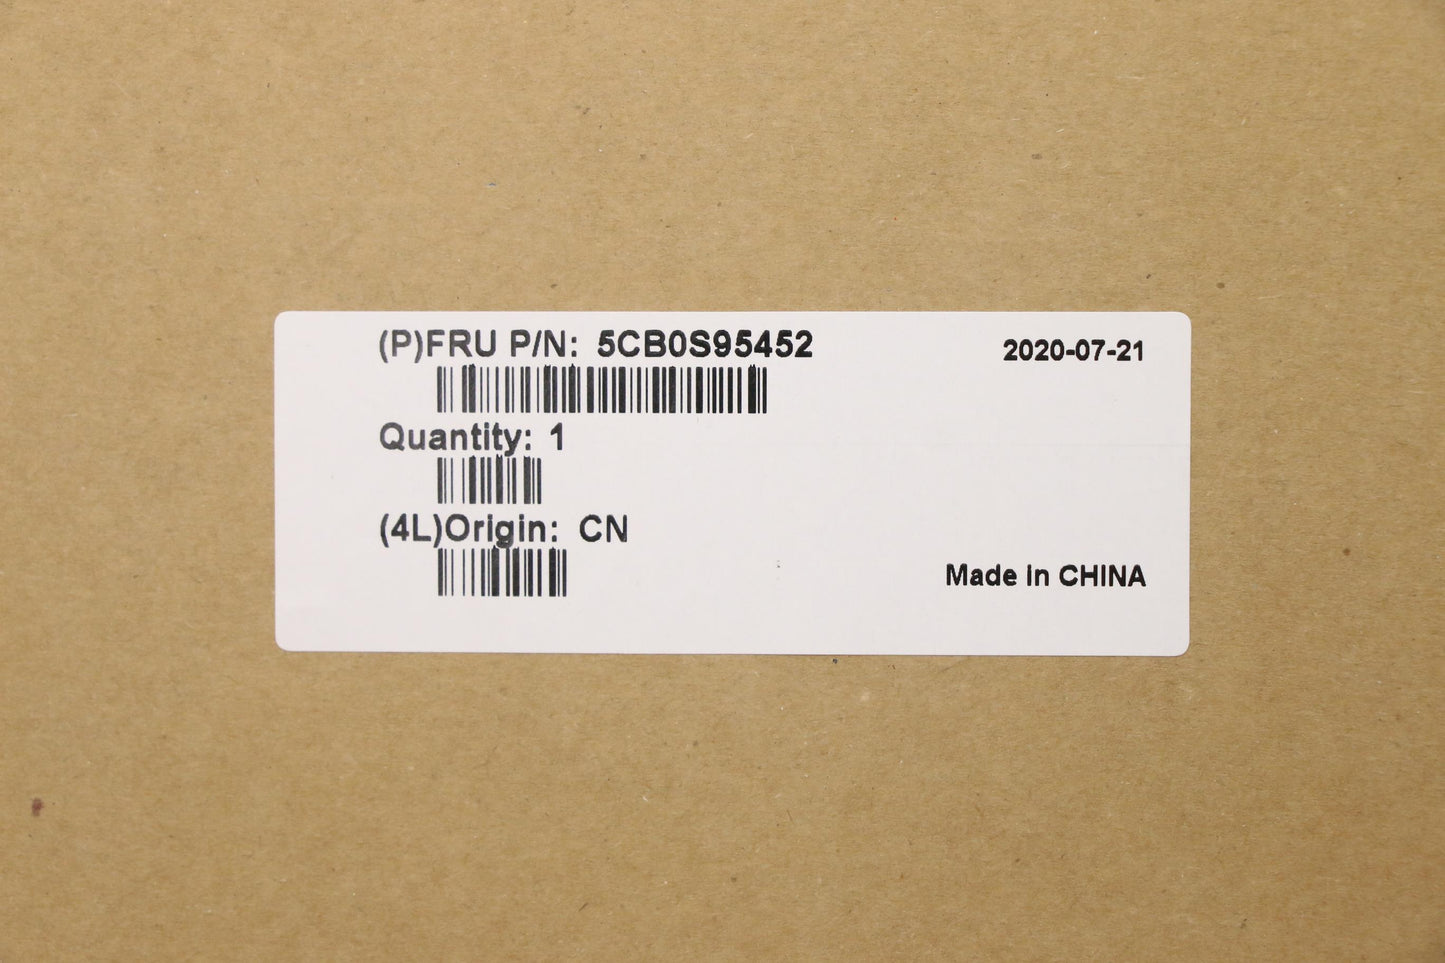 (P)FRU P/N: 5CB0S95452
2020-07-21
Quantity: 1
(4L)Origin: CN
Made in CHINA